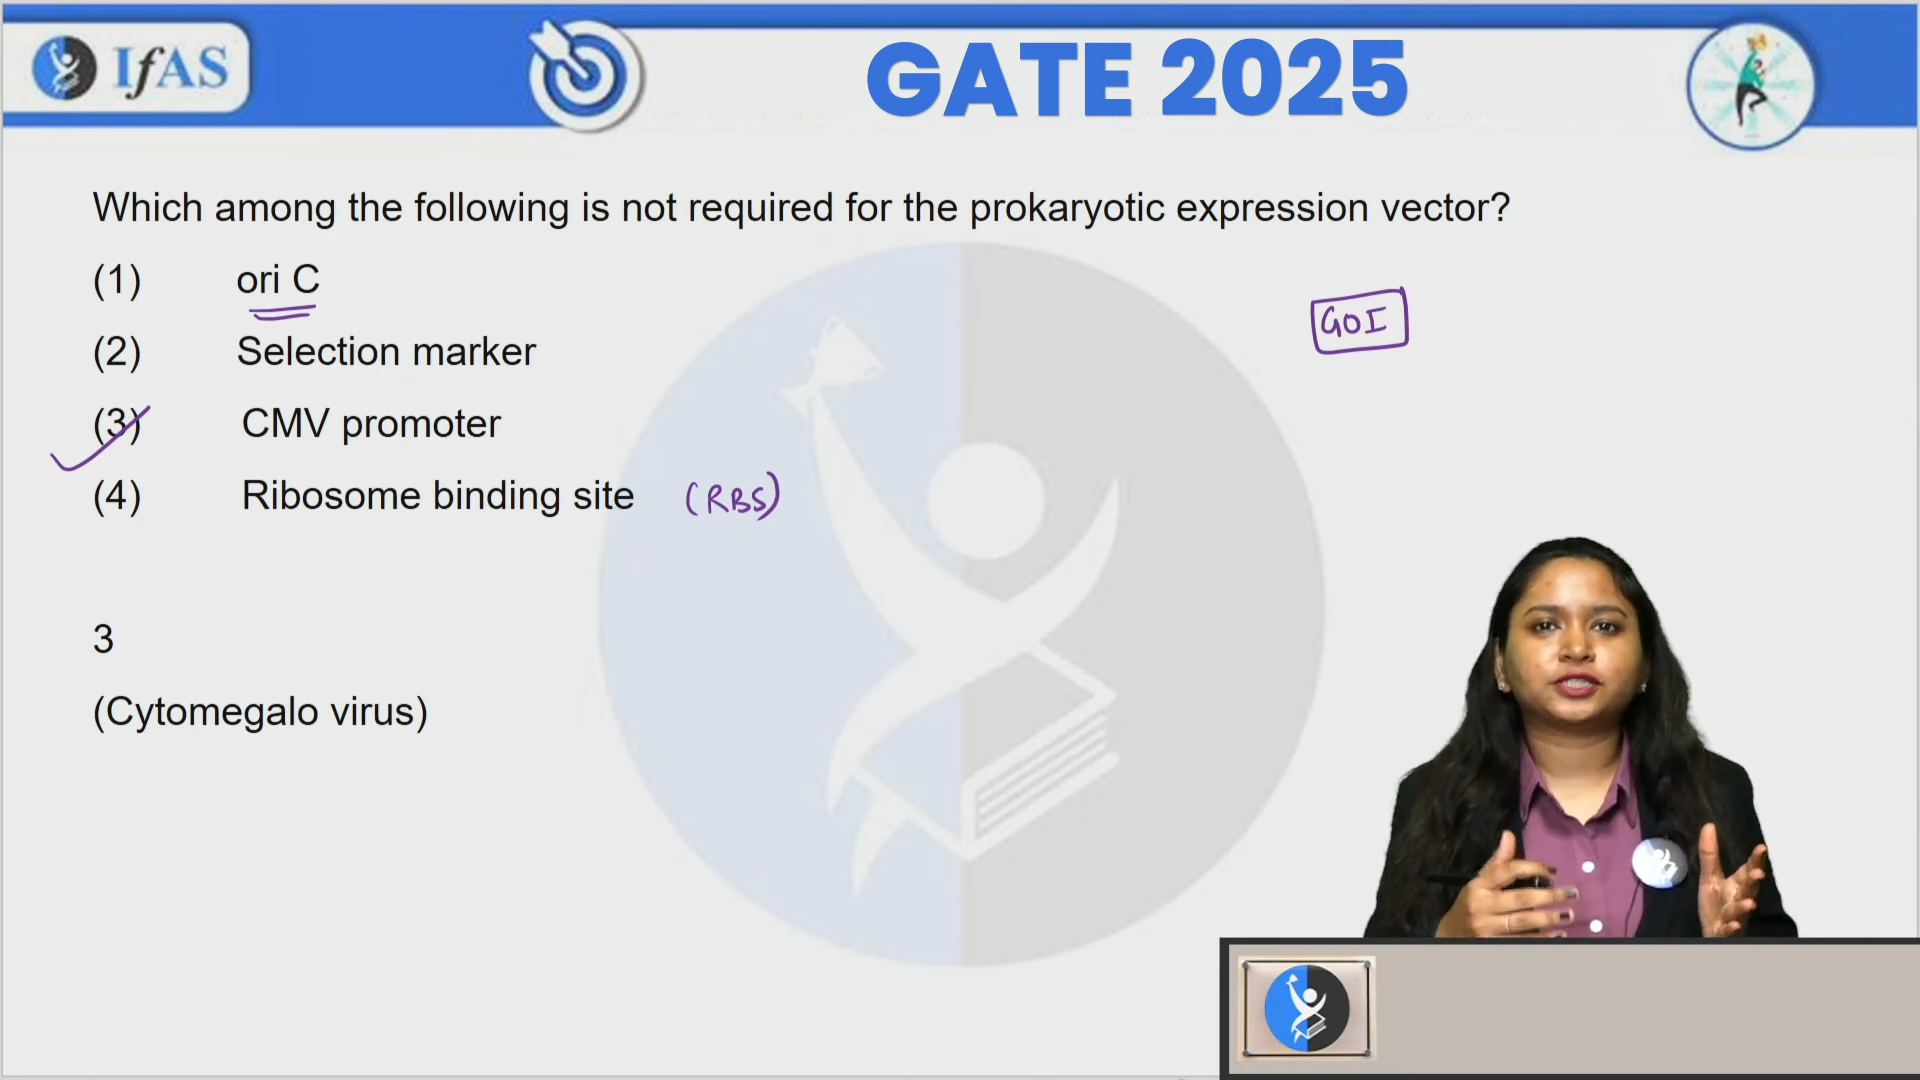 IfAS
GATE 2025
Which among the following is not required for the prokaryotic expression vector?
(1) ori C
GOI
(2) Selection marker
(3) CMV promoter
(4) Ribosome binding site (RBS)
3
(Cytomegalo virus)